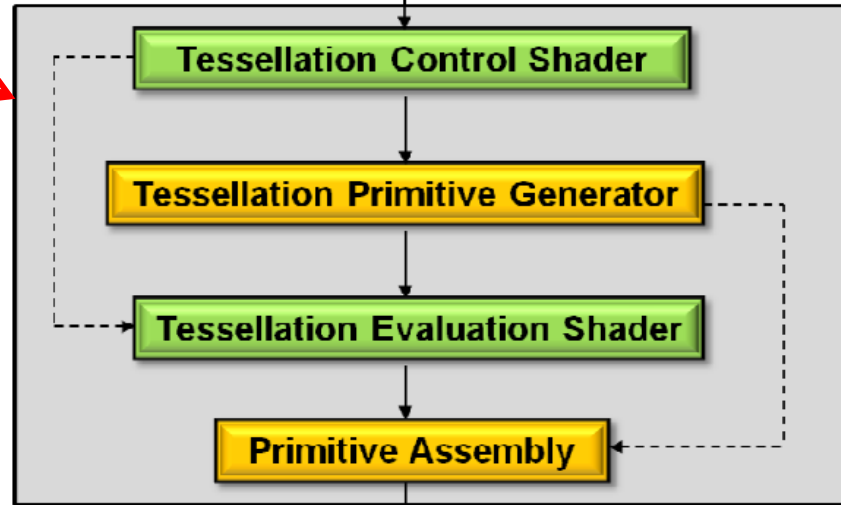 Tessellation Control Shader
Tessellation Primitive Generator
Tessellation Evaluation Shader
Primitive Assembly